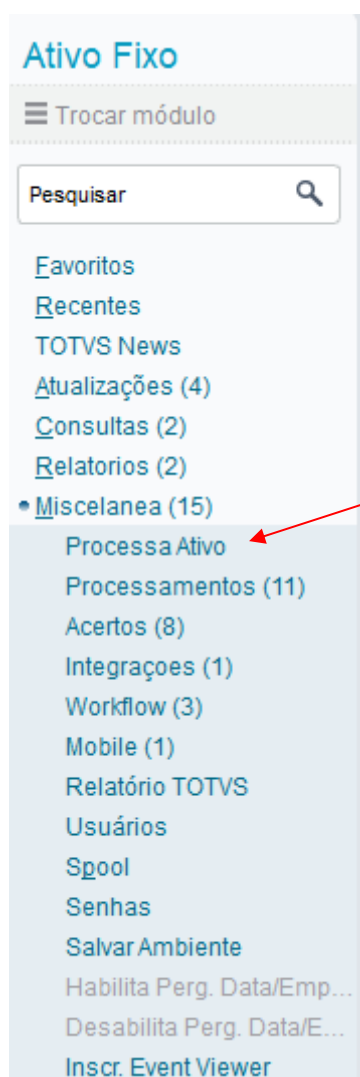 Ativo Fixo
Trocar módulo
Pesquisar
Favoritos
Recentes
TOTVS News
Atualizações (4)
Consultas (2)
Relatorios (2)
Miscelanea (15)
Processa Ativo
Processamentos (11)
Acertos (8)
Integraçoes (1)
Workflow (3)
Mobile (1)
Relatório TOTVS
Usuários
Spool
Senhas
Salvar Ambiente
Habilita Perg. Data/Emp...
Desabilita Perg. Data/E...
Inscr. Event Viewer